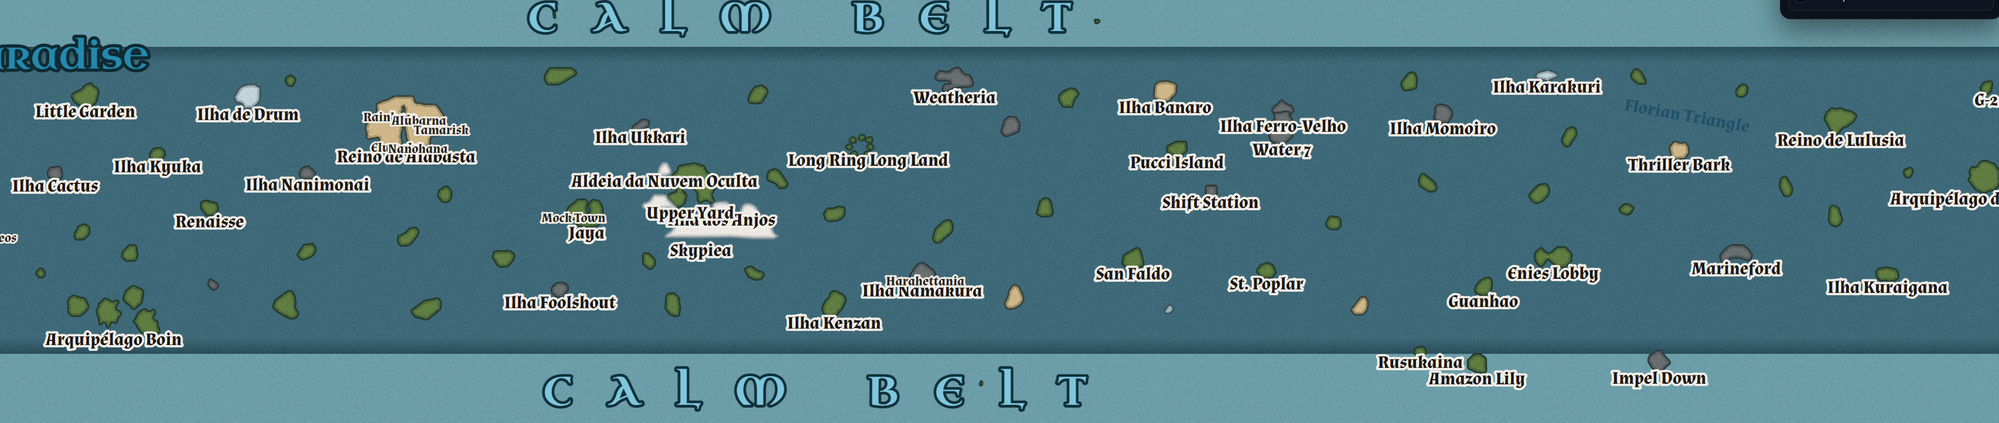 CALM BELT
Paradise
Little Garden
Ilha de Drum
Alubarna
Tamarisk
Nanohana
Reino de Alabasta
Ilha Ukkari
Weatheria
Ilha Banaro
Ilha Ferro-Velho
Water 7
Ilha Momoiro
Ilha Karakuri
Florian Triangle
Reino de Lulusia
G-2
Ilha Kyuka
Ilha Cactus
Ilha Nanimonai
Renaisse
Aldeia da Nuvem Oculta
Long Ring Long Land
Pucci Island
Shift Station
Thriller Bark
Arquipélago d
Mock Town
Jaya
Upper Yard
Ilha dos Anjos
Skypiea
Harahettania
Ilha Namakura
San Faldo
St. Poplar
Enies Lobby
Guanhao
Marineford
Ilha Kuraigana
Ilha Foolshout
Ilha Kenzan
Arquipélago Boin
Rusukaina
Amazon Lily
Impel Down
CALM BELT